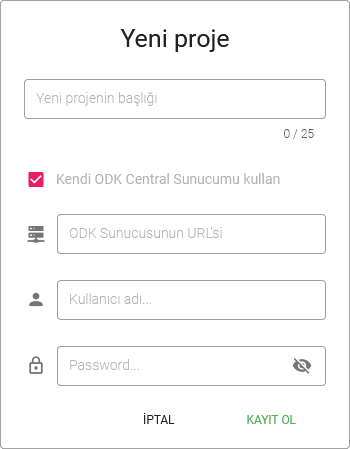 Yeni proje
Yeni projenin başlığı
0 / 25
Kendi ODK Central Sunucumu kullan
ODK Sunucusunun URL'si
Kullanıcı adı...
Password...
İPTAL
KAYIT OL